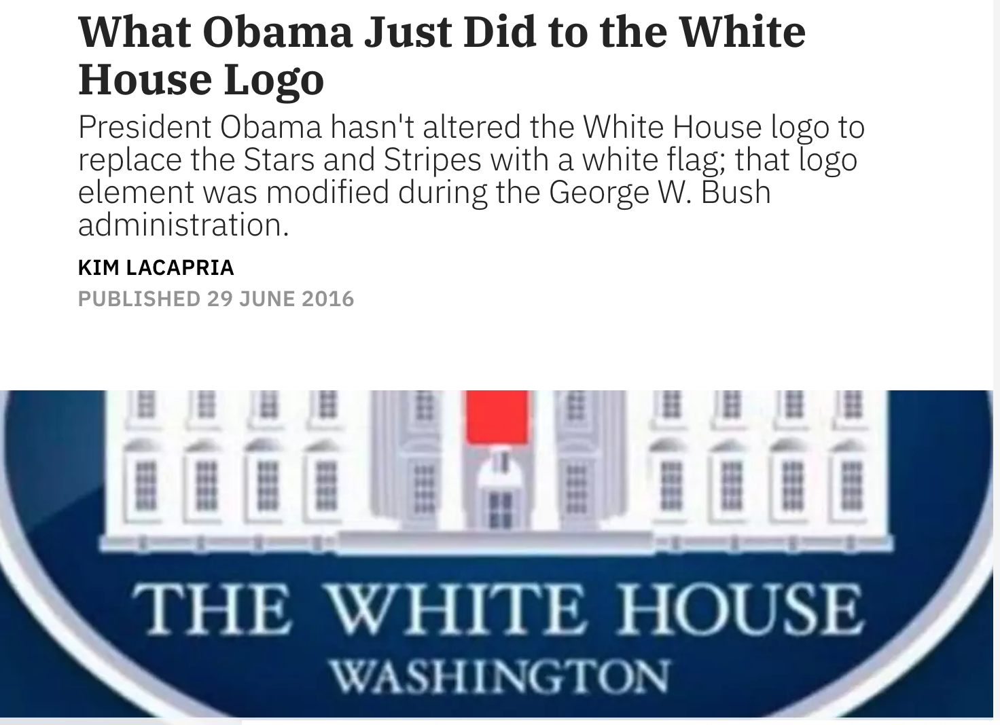 What Obama Just Did to the White
House Logo
President Obama hasn't altered the White House logo to
replace the Stars and Stripes with a white flag; that logo
element was modified during the George W. Bush
administration.
KIM LACAPRIA
PUBLISHED 29 JUNE 2016
THE WHITE HOUSE
WASHINGTON